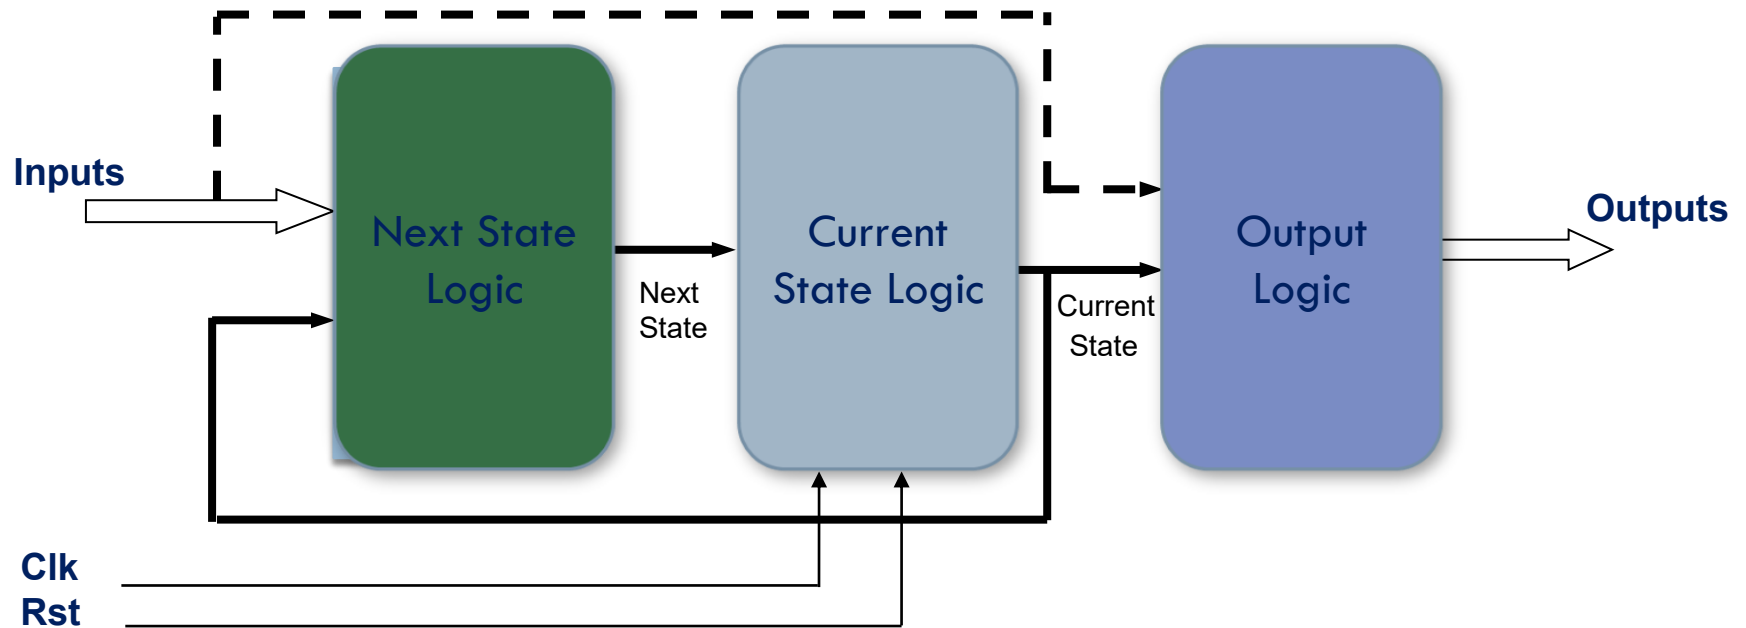 Inputs
Next State
Logic
Next
State
Current
State Logic
Current
State
Output
Logic
Outputs
Clk
Rst